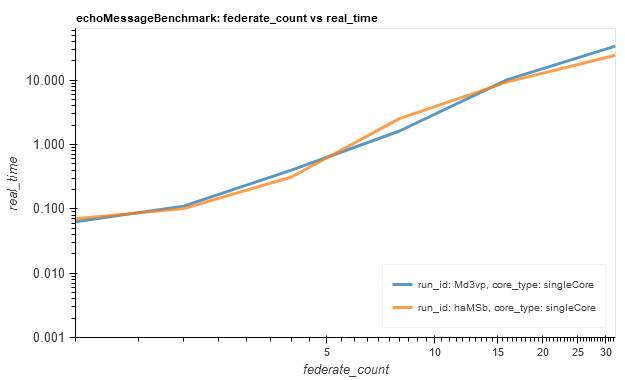 echoMessageBenchmark: federate_count vs real_time
real_time
10.000
1.000
0.100
0.010
0.001
run_id: Md3vp, core_type: singleCore
run_id: haMSb, core_type: singleCore
5 10 15 20 25 30
federate_count